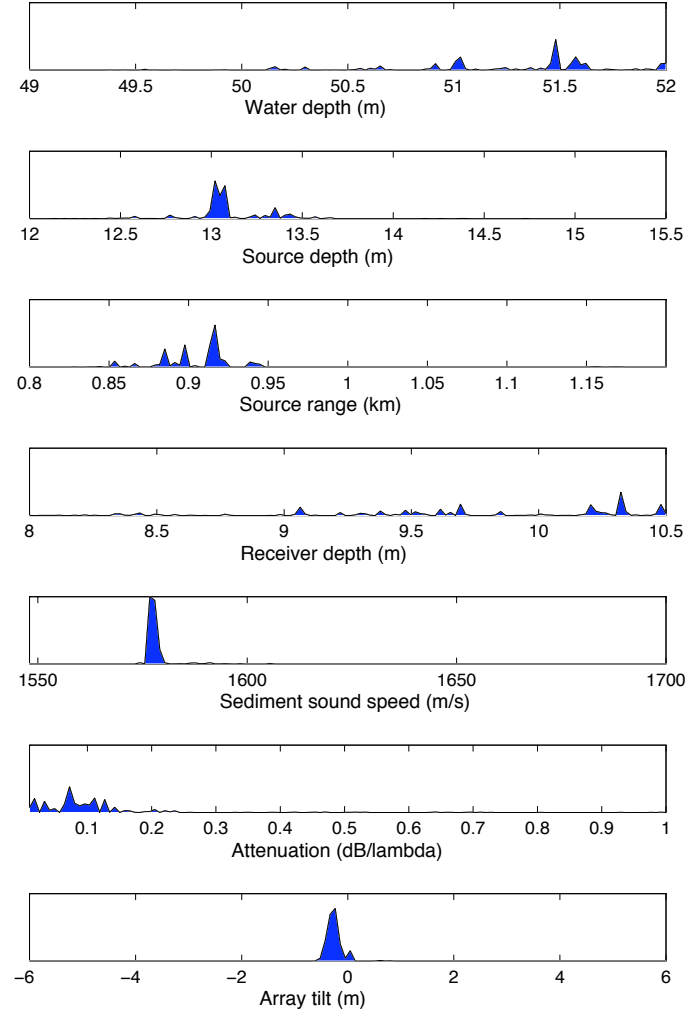 49 49.5 50 50.5 51 51.5 52
Water depth (m)
12 12.5 13 13.5 14 14.5 15 15.5
Source depth (m)
0.8 0.85 0.9 0.95 1 1.05 1.1 1.15
Source range (km)
8 8.5 9 9.5 10 10.5
Receiver depth (m)
1550 1600 1650 1700
Sediment sound speed (m/s)
0.1 0.2 0.3 0.4 0.5 0.6 0.7 0.8 0.9 1
Attenuation (dB/lambda)
−6 −4 −2 0 2 4 6
Array tilt (m)